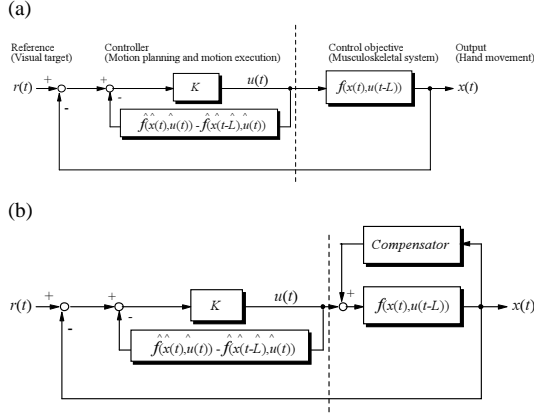 (a)
Reference
(Visual target)
Controller
(Motion planning and motion execution)
Control objective
(Musculoskeletal system)
Output
(Hand movement)
r(t) + + K u(t) f(x(t),u(t-L)) x(t)
- -
f̂(x̂(t),û(t)) - f̂(x̂(t-L̂),û(t))
(b)
Compensator
r(t) + + K u(t) + f(x(t),u(t-L)) x(t)
- -
f̂(x̂(t),û(t)) - f̂(x̂(t-L̂),û(t))